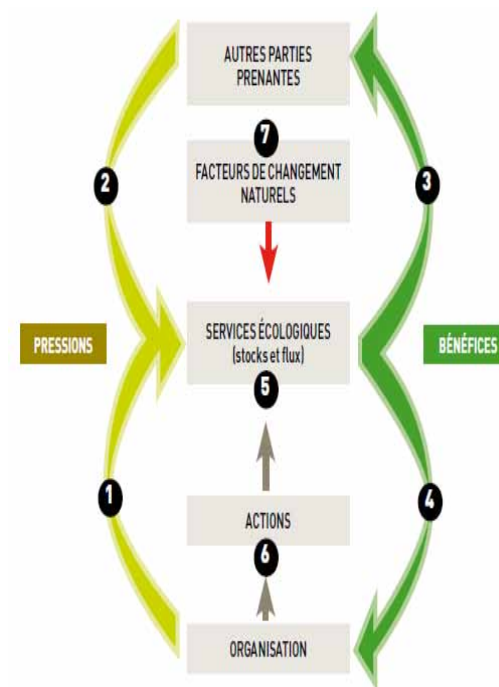 AUTRES PARTIES
PRENANTES
7
FACTEURS DE CHANGEMENT
NATURELS
2
3
PRESSIONS
SERVICES ÉCOLOGIQUES
(stocks et flux)
5
BÉNÉFICES
1
4
ACTIONS
6
ORGANISATION